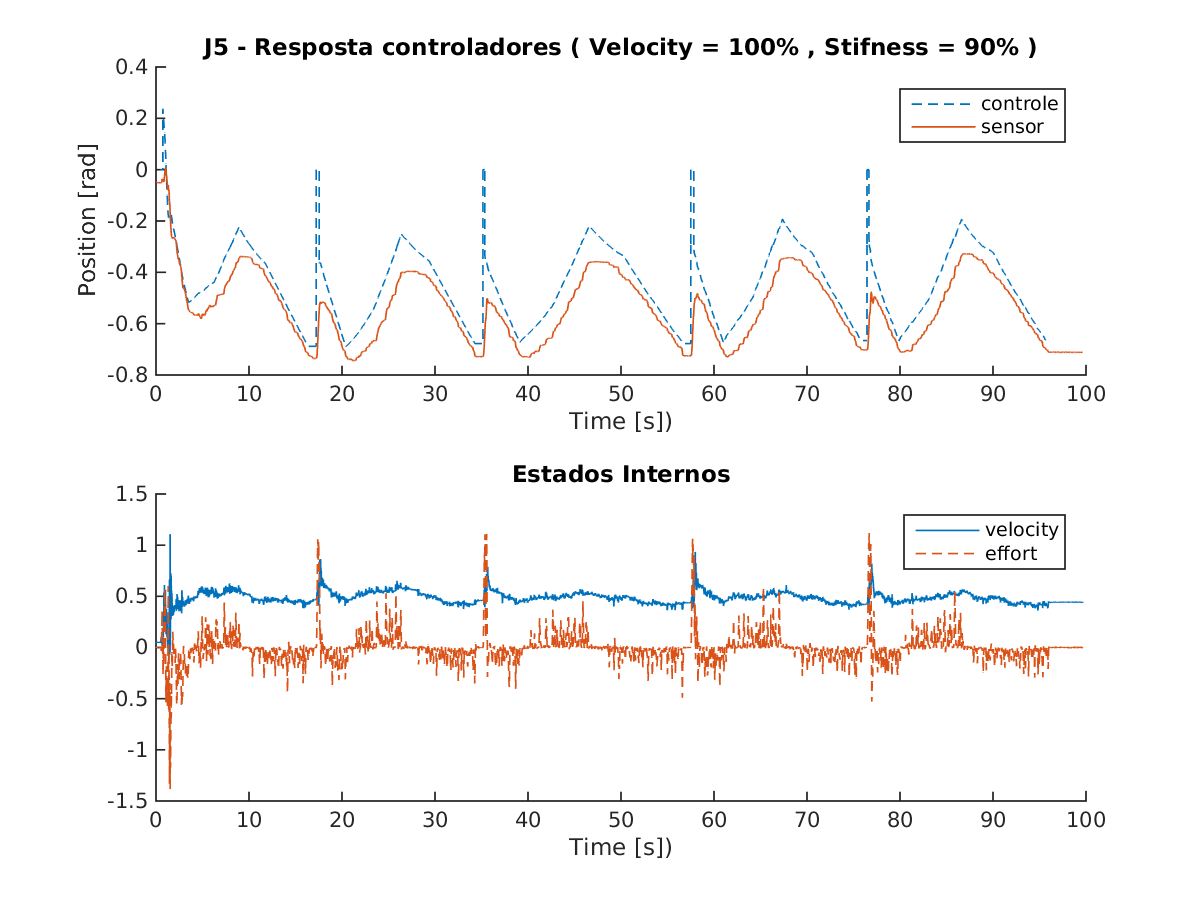 J5 - Resposta controladores ( Velocity = 100% , Stifness = 90% )
0.4
0.2
0
-0.2
-0.4
-0.6
-0.8
Position [rad]
controle
sensor
0 10 20 30 40 50 60 70 80 90 100
Time [s])
Estados Internos
1.5
1
0.5
0
-0.5
-1
-1.5
velocity
effort
0 10 20 30 40 50 60 70 80 90 100
Time [s])